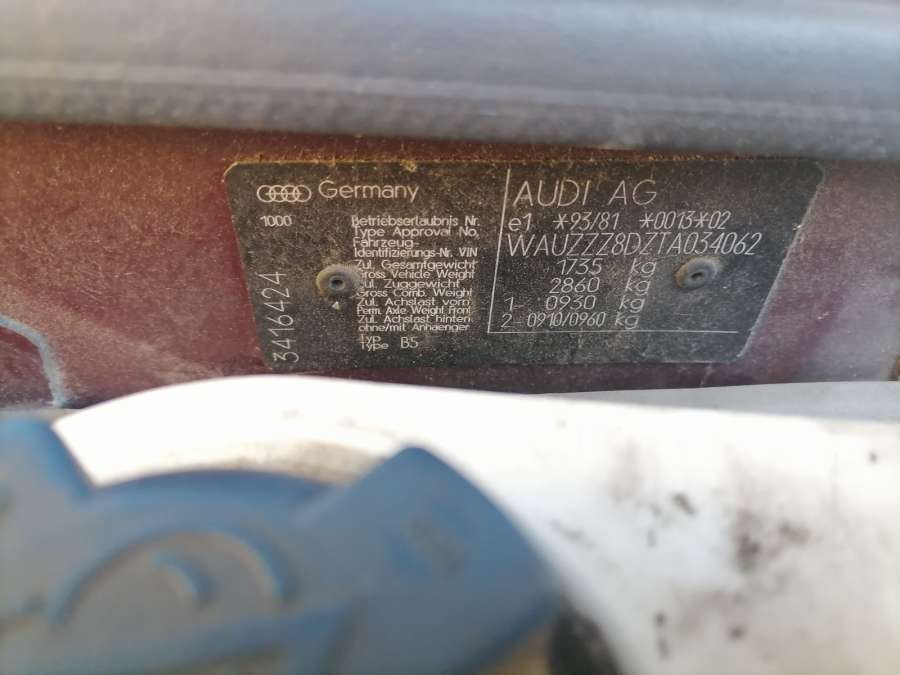 Germany
1000
3416424
Betriebserlaubnis Nr.
Type Approval No.
Fahrzeug-
Identifizierungs-Nr. VIN
Zul. Gesamtgewicht
Gross Vehicle Weight
Zul. Zuggewicht
Gross Comb. Weight
Zul. Achslast vorn
Perm. Axle Weight Front
Zul. Achslast hinten
ohne/mit Anhaenger
Typ
Type B5
AUDI AG
e1 *93/81 *0013*02
WAUZZZ8DZTA034062
1735 kg
2860 kg
1- 0930 kg
2- 0910/0960 kg